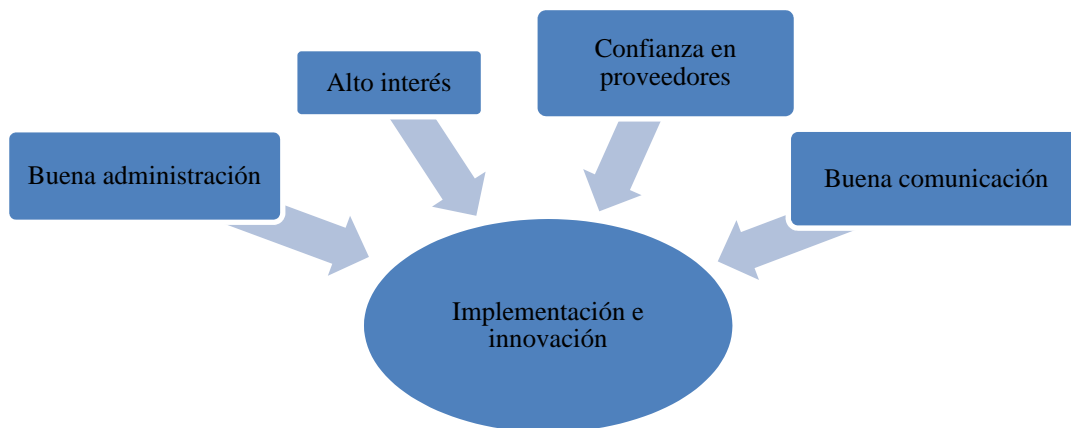 Buena administración
Alto interés
Confianza en
proveedores
Buena comunicación
Implementación e
innovación